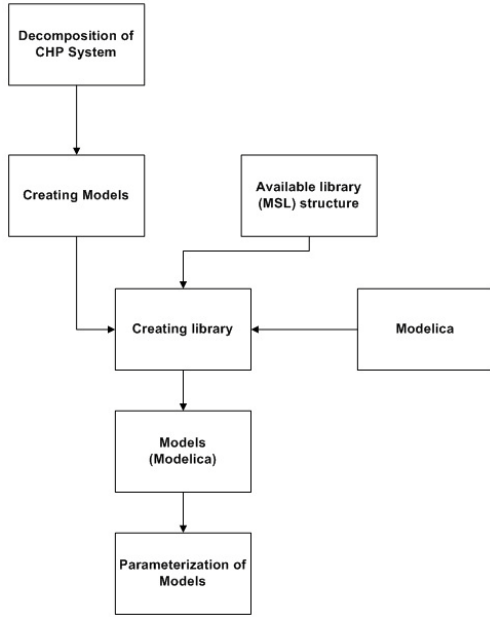 Decomposition of
CHP System
Creating Models
Available library
(MSL) structure
Creating library
Modelica
Models
(Modelica)
Parameterization of
Models